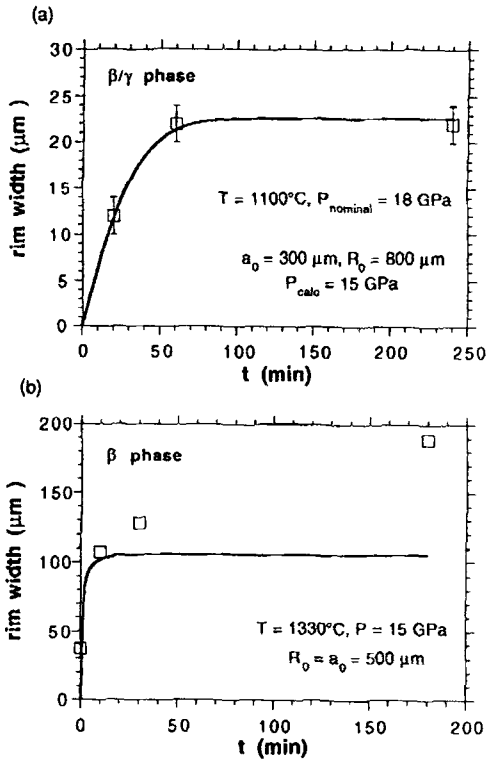 (a)
30
25
20
15
10
5
0
rim width (μm)
β/γ phase
T = 1100°C, P nominal = 18 GPa
a₀ = 300 μm, R₀ = 800 μm
P calc = 15 GPa
0 50 100 150 200 250
t (min)
(b)
200
150
100
50
0
rim width (μm )
β phase
T = 1330°C, P = 15 GPa
R₀ = a₀ = 500 μm
0 50 100 150 200
t (min)